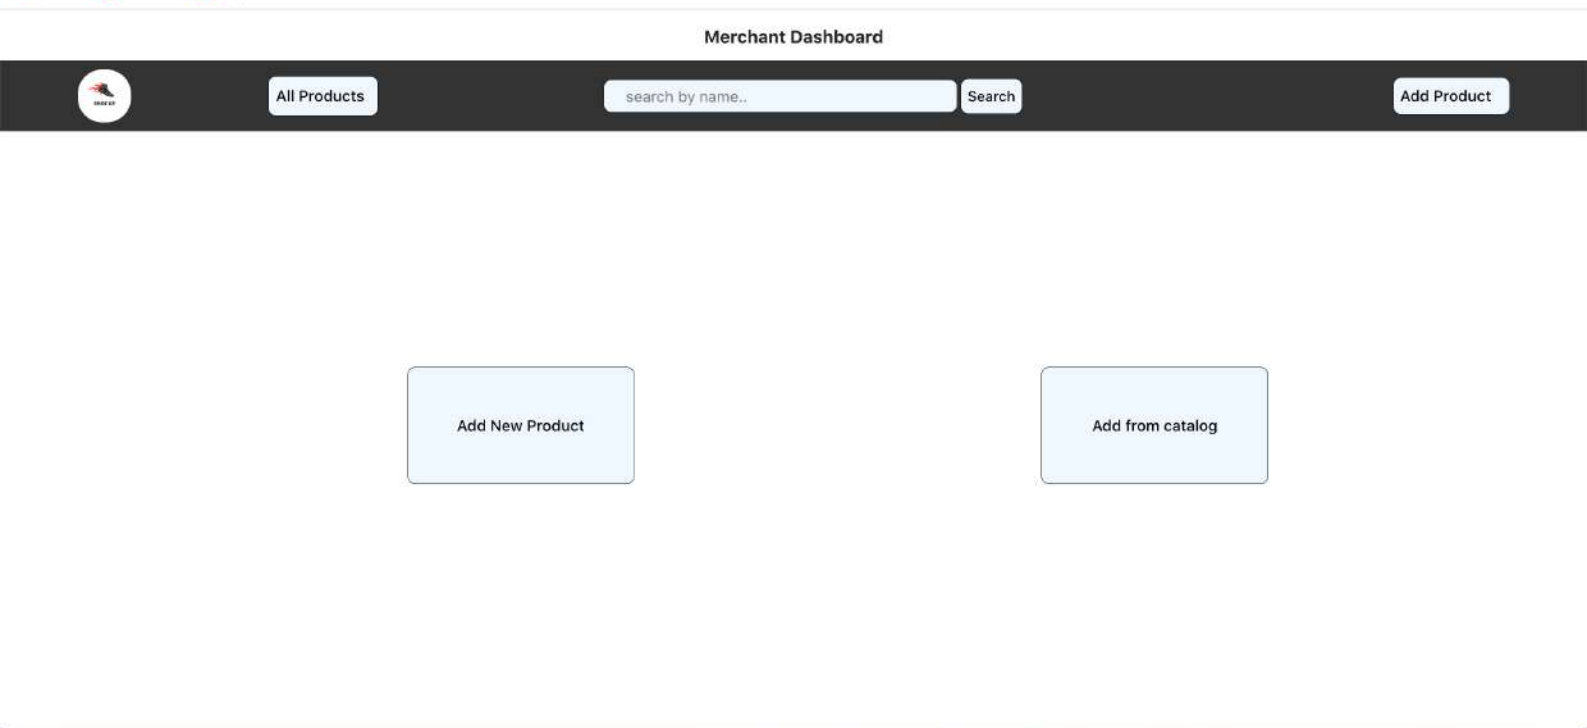 Merchant Dashboard
All Products
search by name..
Search
Add Product
Add New Product
Add from catalog